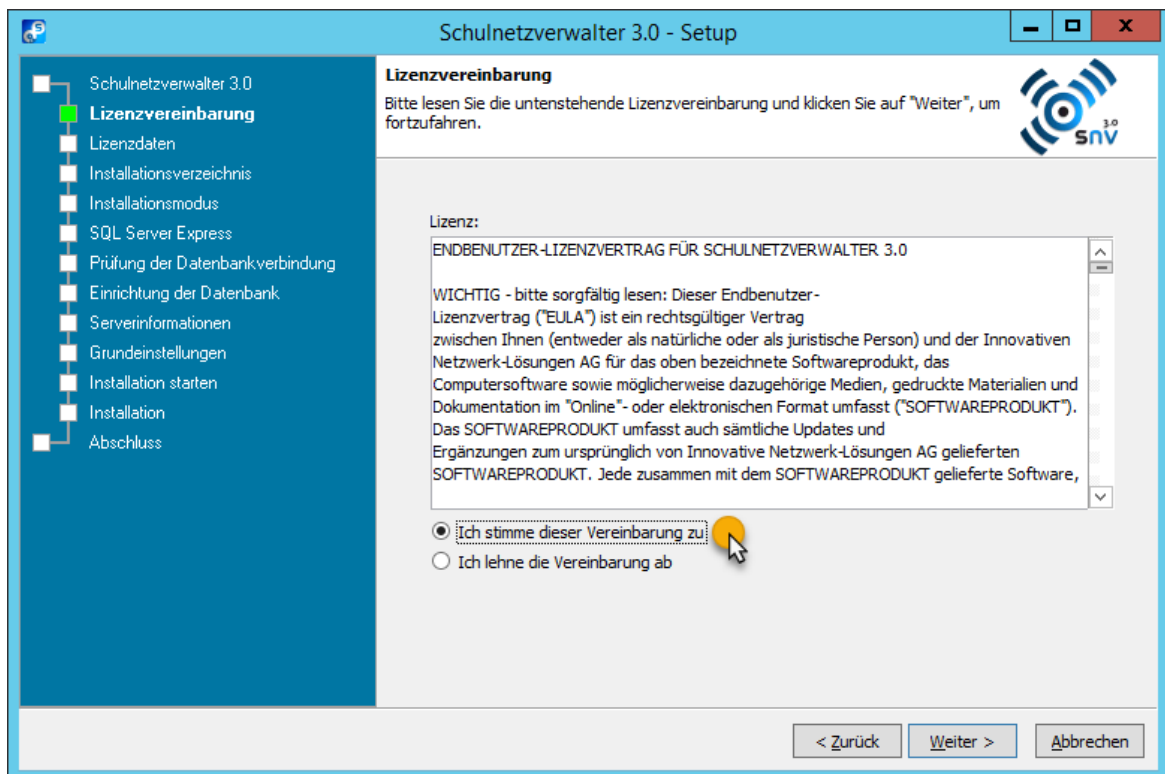 Schulnetzverwalter 3.0 - Setup
Schulnetzverwalter 3.0
Lizenzvereinbarung
Lizenzdaten
Installationsverzeichnis
Installationsmodus
SQL Server Express
Prüfung der Datenbankverbindung
Einrichtung der Datenbank
Serverinformationen
Grundeinstellungen
Installation starten
Installation
Abschluss
Lizenzvereinbarung
Bitte lesen Sie die untenstehende Lizenzvereinbarung und klicken Sie auf "Weiter", um
fortzufahren.
3.0
snv
Lizenz:
ENDBENUTZER-LIZENZVERTRAG FÜR SCHULNETZVERWALTER 3.0
WICHTIG - bitte sorgfältig lesen: Dieser Endbenutzer-
Lizenzvertrag ("EULA") ist ein rechtsgültiger Vertrag
zwischen Ihnen (entweder als natürliche oder als juristische Person) und der Innovativen
Netzwerk-Lösungen AG für das oben bezeichnete Softwareprodukt, das
Computersoftware sowie möglicherweise dazugehörige Medien, gedruckte Materialien und
Dokumentation im "Online"- oder elektronischen Format umfasst ("SOFTWAREPRODUKT").
Das SOFTWAREPRODUKT umfasst auch sämtliche Updates und
Ergänzungen zum ursprünglich von Innovative Netzwerk-Lösungen AG gelieferten
SOFTWAREPRODUKT. Jede zusammen mit dem SOFTWAREPRODUKT gelieferte Software,
Ich stimme dieser Vereinbarung zu
Ich lehne die Vereinbarung ab
< Zurück
Weiter >
Abbrechen